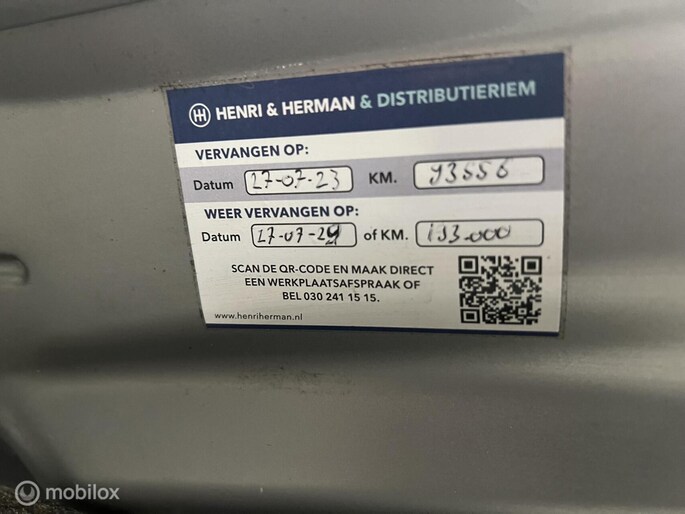 HENRI & HERMAN & DISTRIBUTIERIEM
VERVANGEN OP:
Datum 27-07-23 KM. 93556
WEER VERVANGEN OP:
Datum 27-07-29 of KM. 193.000
SCAN DE QR-CODE EN MAAK DIRECT
EEN WERKPLAATSAFSPRAAK OF
BEL 030 241 15 15.
www.henriherman.nl
mobilox